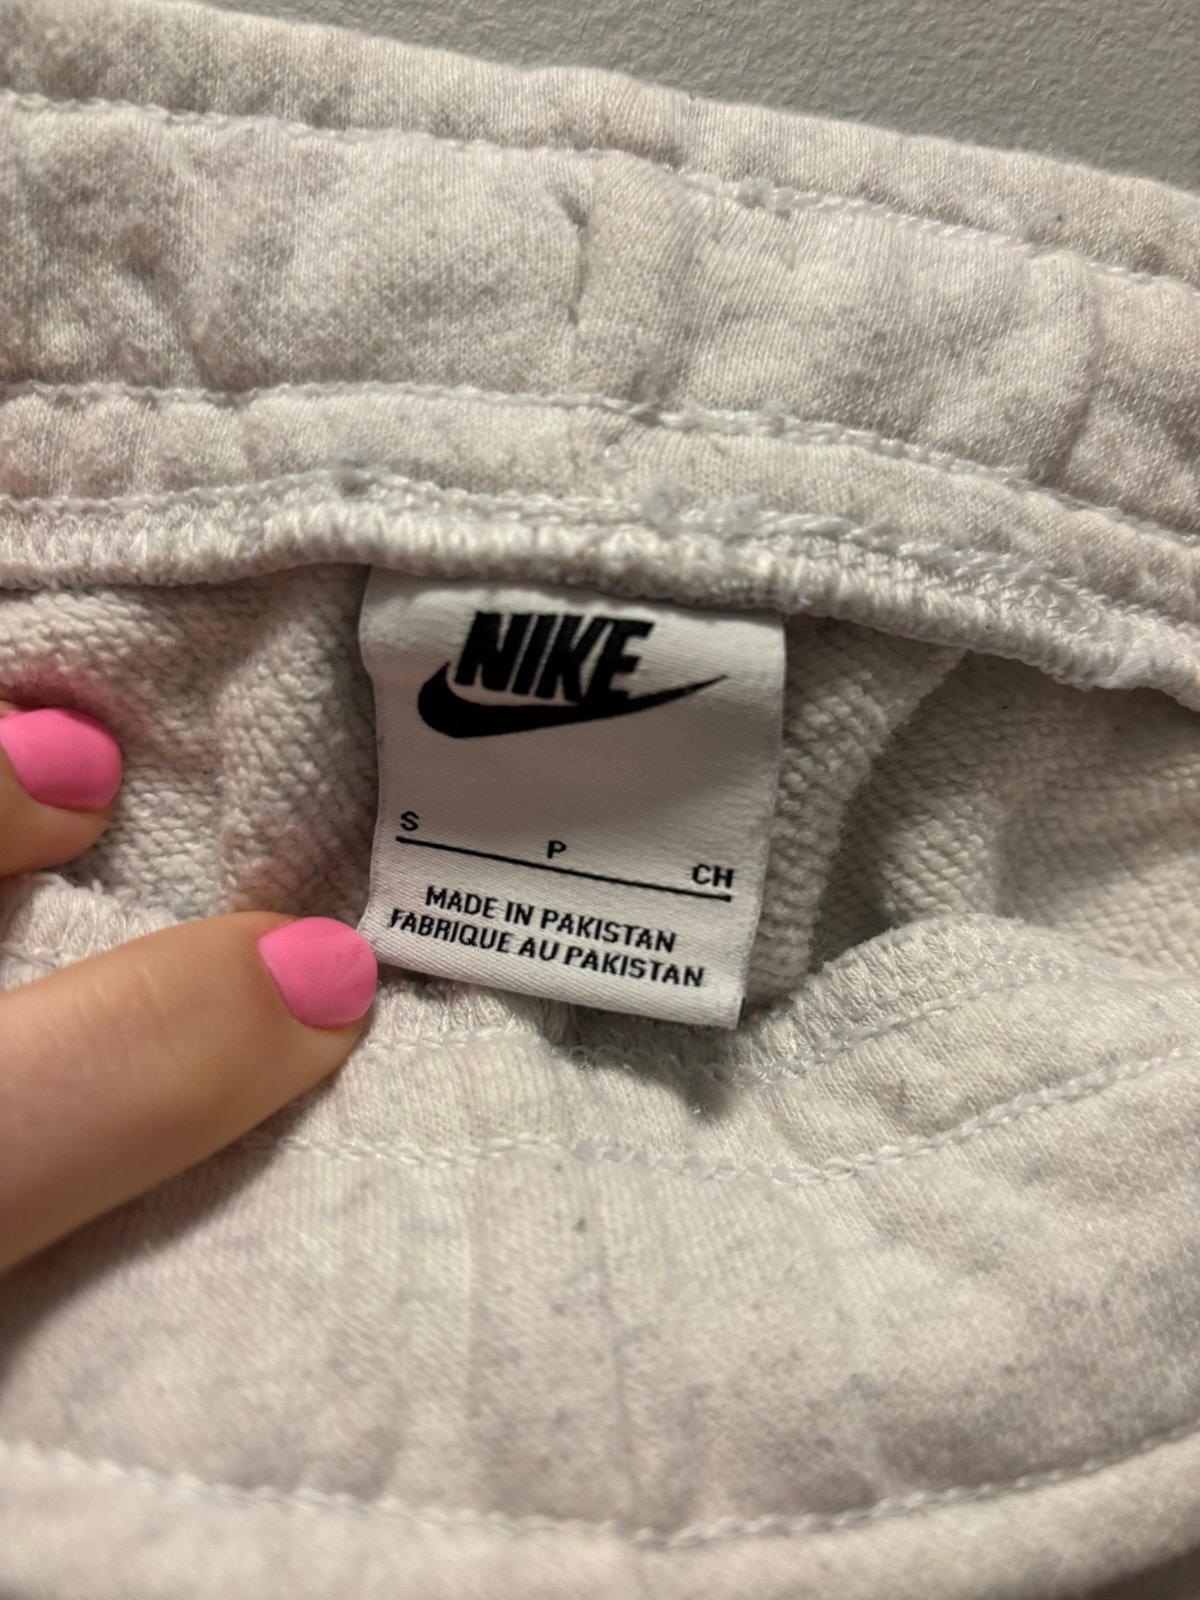 NIKE
S P CH
MADE IN PAKISTAN
FABRIQUE AU PAKISTAN